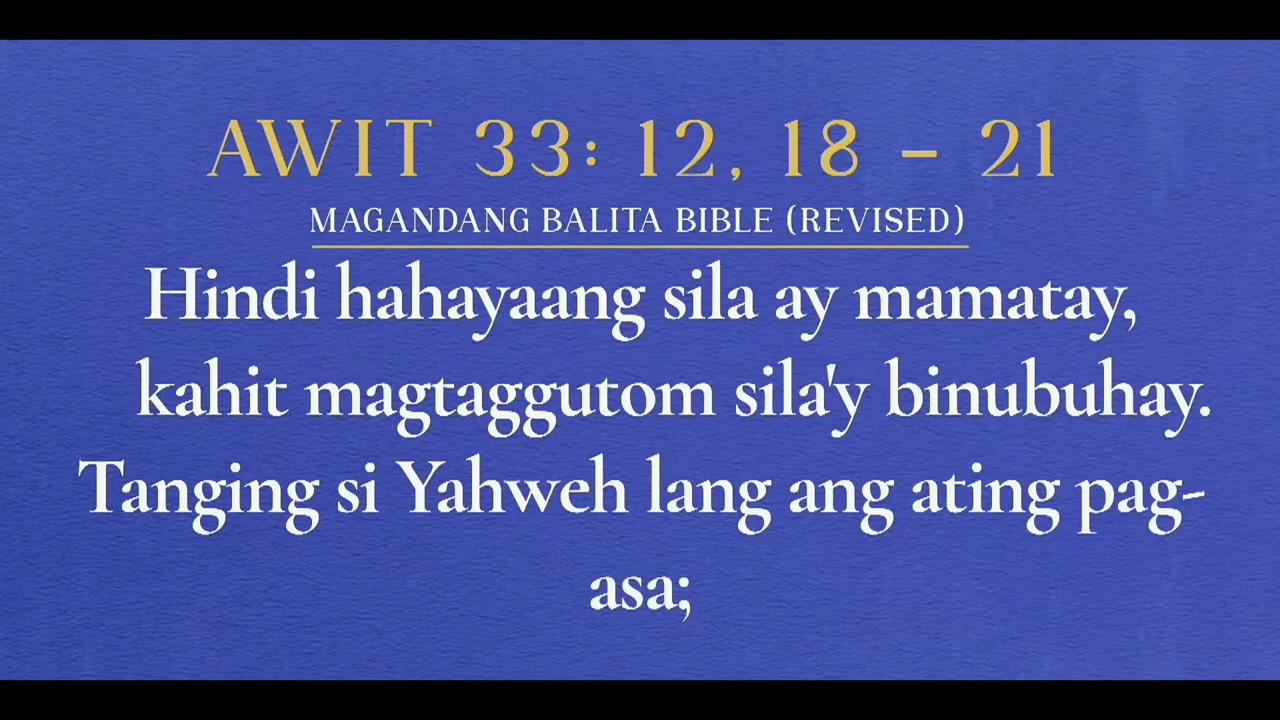 AWIT 33: 12, 18 – 21
MAGANDANG BALITA BIBLE (REVISED)
Hindi hahayaang sila ay mamatay,
kahit magtaggutom sila'y binubuhay.
Tanging si Yahweh lang ang ating pag-
asa;